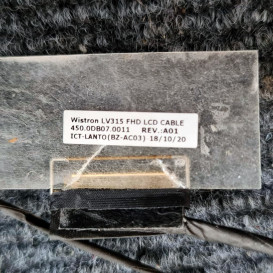 Wistron LV315 FHD LCD CABLE
450.0DB07.0011 REV.:A01
ICT-LANTO(BZ-AC03) 18/10/20